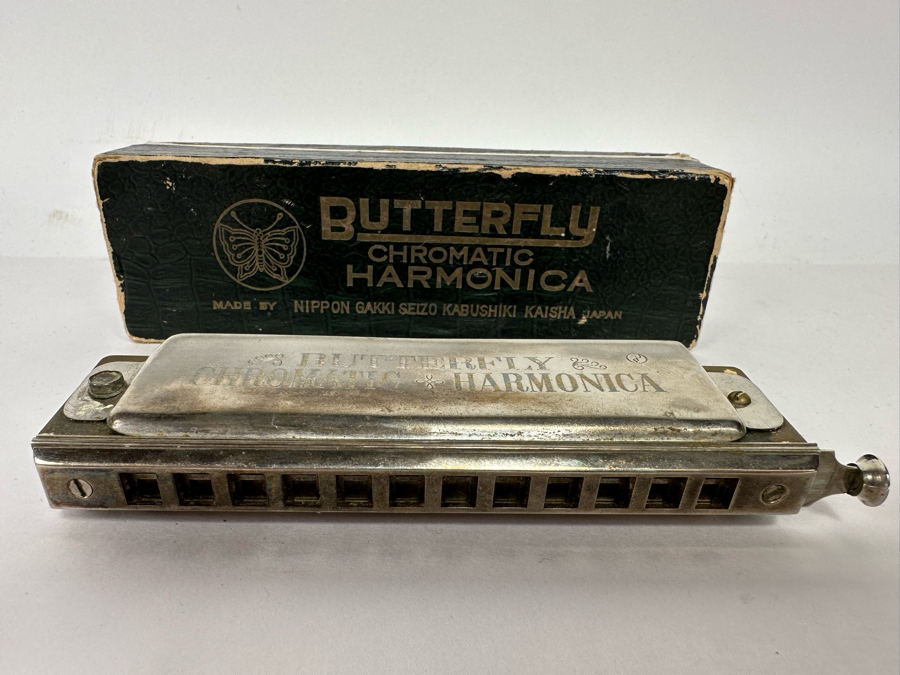 BUTTERFLY
CHROMATIC
HARMONICA
MADE BY NIPPON GAKKI SEIZO KABUSHIKI KAISHA JAPAN
BUTTERFLY
CHROMATIC HARMONICA